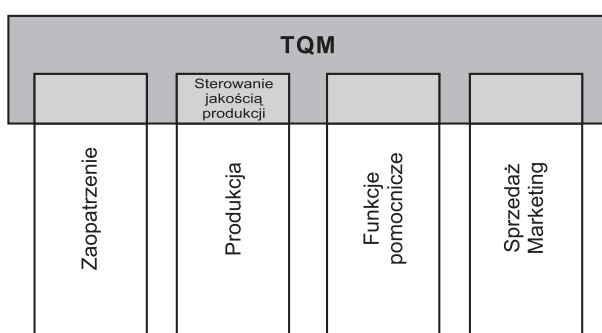 TQM
Sterowanie
jakością
produkcji
Zaopatrzenie
Produkcja
Funkcje
pomocnicze
Sprzedaż
Marketing